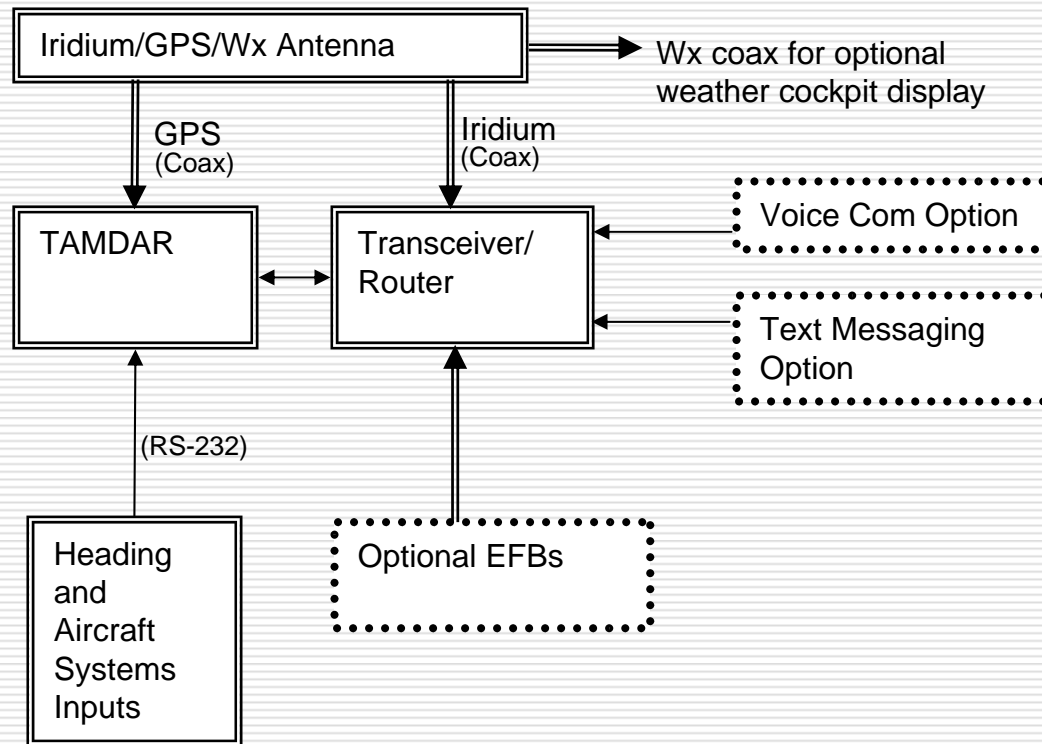 Iridium/GPS/Wx Antenna
Wx coax for optional
weather cockpit display
GPS
(Coax)
Iridium
(Coax)
TAMDAR
Transceiver/
Router
Voice Com Option
Text Messaging
Option
(RS-232)
Heading
and
Aircraft
Systems
Inputs
Optional EFBs